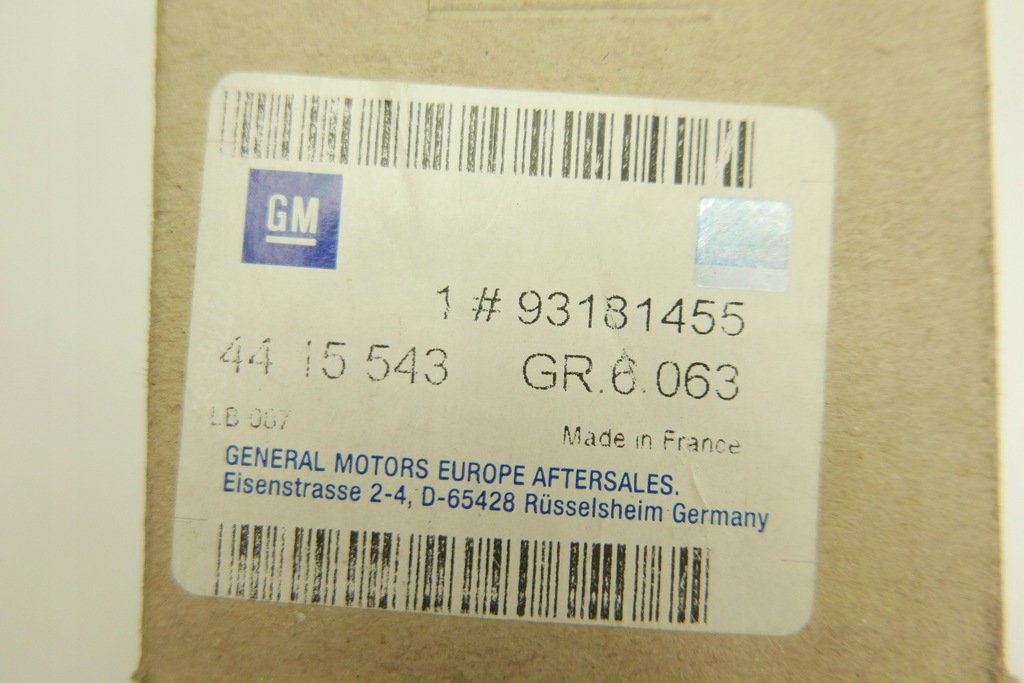 GM
1 # 93181455
44 15 543 GR.6.063
LB 007
Made in France
GENERAL MOTORS EUROPE AFTERSALES.
Eisenstrasse 2-4, D-65428 Rüsselsheim Germany